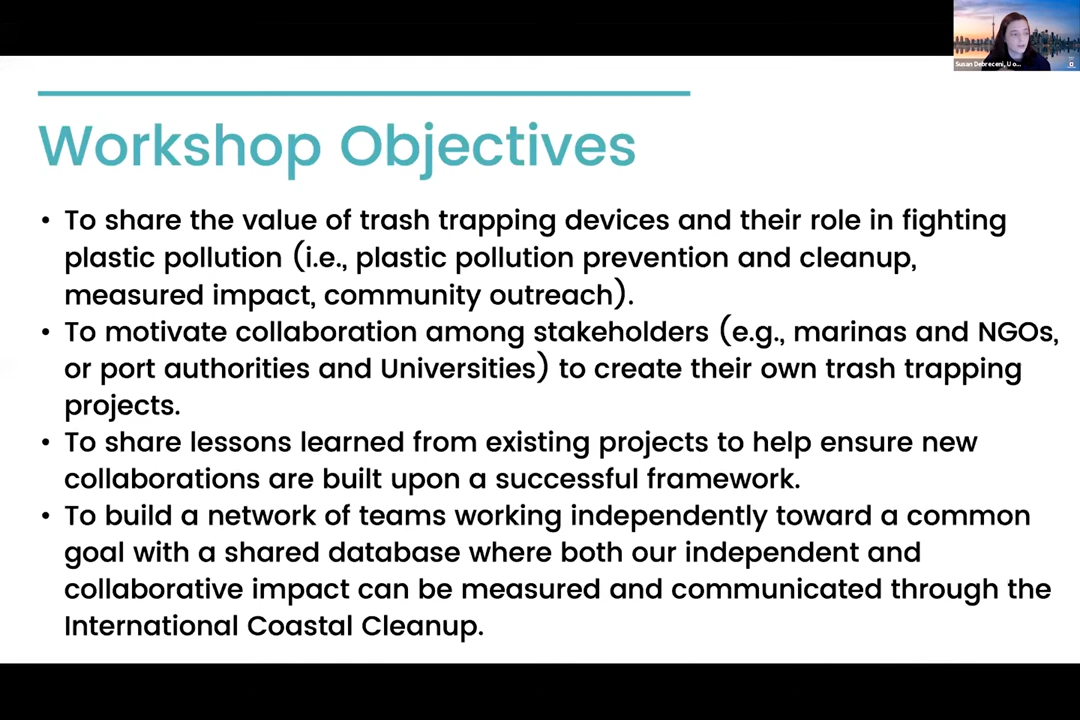 Susan Debreceni, U o...
Workshop Objectives
• To share the value of trash trapping devices and their role in fighting
plastic pollution (i.e., plastic pollution prevention and cleanup,
measured impact, community outreach).
• To motivate collaboration among stakeholders (e.g., marinas and NGOs,
or port authorities and Universities) to create their own trash trapping
projects.
• To share lessons learned from existing projects to help ensure new
collaborations are built upon a successful framework.
• To build a network of teams working independently toward a common
goal with a shared database where both our independent and
collaborative impact can be measured and communicated through the
International Coastal Cleanup.